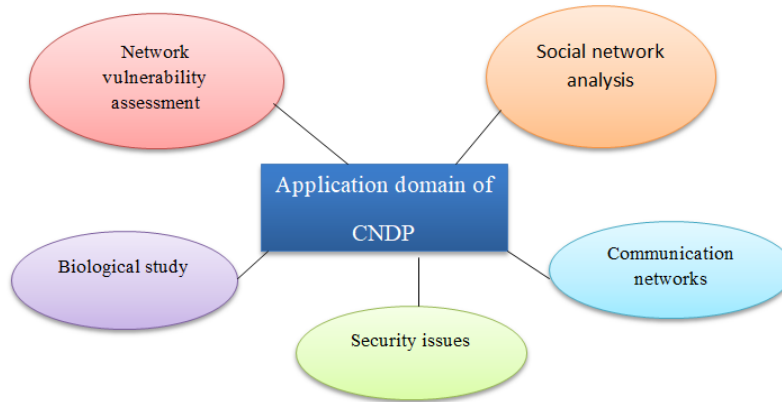 Network
vulnerability
assessment
Social network
analysis
Application domain of
CNDP
Biological study
Communication
networks
Security issues